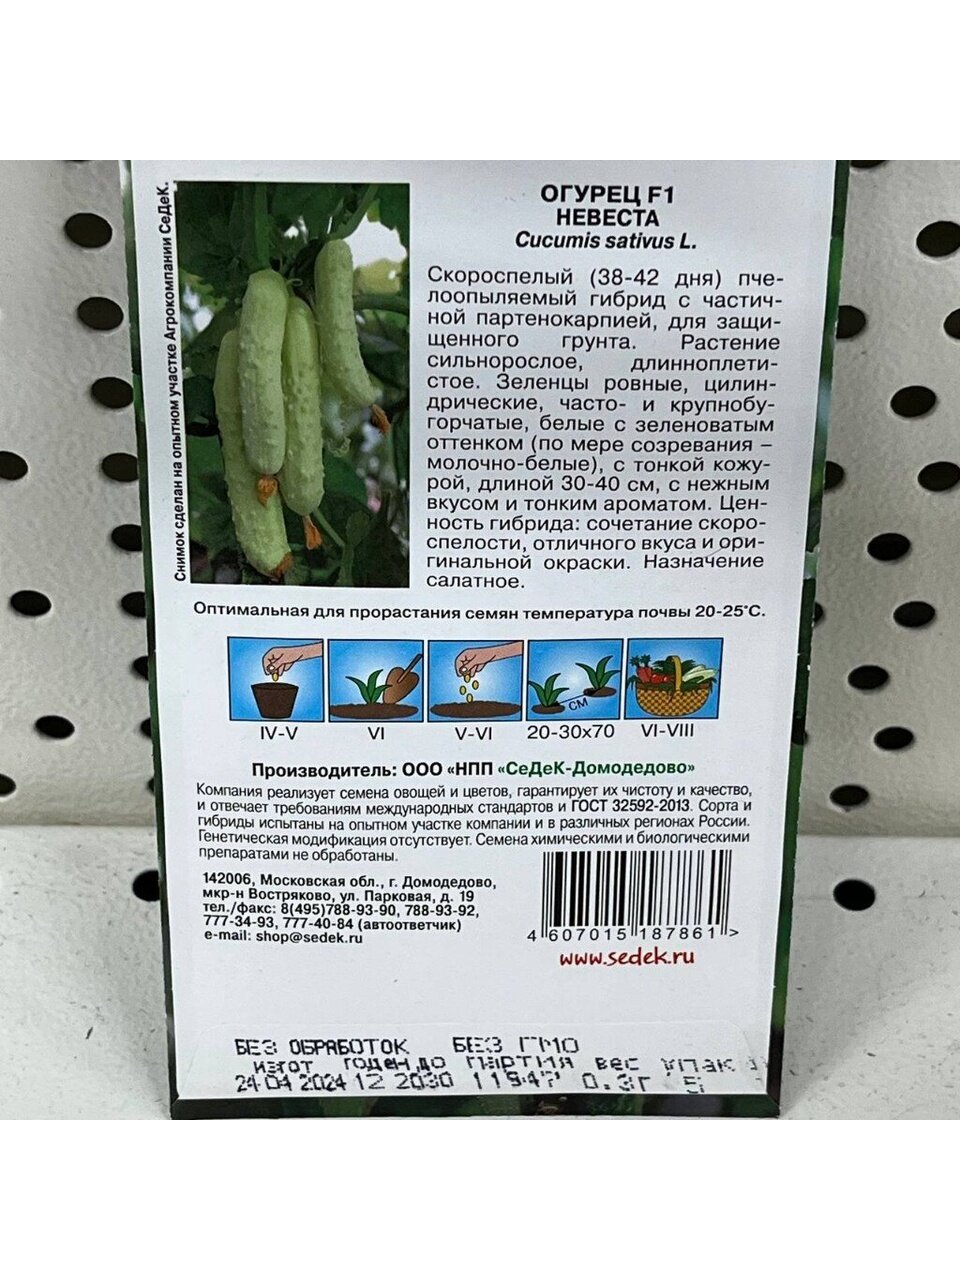 Снимок сделан на опытном участке Агрокомпании СеДеК.
ОГУРЕЦ F1
НЕВЕСТА
Cucumis sativus L.
Скороспелый (38-42 дня) пче-
лоопыляемый гибрид с частич-
ной партенокарпией, для защи-
щенного грунта. Растение
сильнорослое, длинноплети-
стое. Зеленцы ровные, цилин-
дрические, часто- и крупнобу-
горчатые, белые с зеленоватым
оттенком (по мере созревания –
молочно-белые), с тонкой кожу-
рой, длиной 30-40 см, с нежным
вкусом и тонким ароматом. Цен-
ность гибрида: сочетание скоро-
спелости, отличного вкуса и ори-
гинальной окраски. Назначение
салатное.
Оптимальная для прорастания семян температура почвы 20-25°С.
см
IV-V VI V-VI 20-30x70 VI-VIII
Производитель: ООО «НПП «СеДеК-Домодедово»
Компания реализует семена овощей и цветов, гарантирует их чистоту и качество,
и отвечает требованиям международных стандартов и ГОСТ 32592-2013. Сорта и
гибриды испытаны на опытном участке компании и в различных регионах России.
Генетическая модификация отсутствует. Семена химическими и биологическими
препаратами не обработаны.
142006, Московская обл., г. Домодедово,
мкр-н Востряково, ул. Парковая, д. 19
тел./факс: 8(495)788-93-90, 788-93-92,
777-34-93, 777-40-84 (автоответчик)
e-mail: shop@sedek.ru
4 607015 187861 >
www.sedek.ru
БЕЗ ОБРАБОТОК БЕЗ ГМО
изгот годен до партия вес упак
24 04 2024 12 2030 11947 0.3г 5